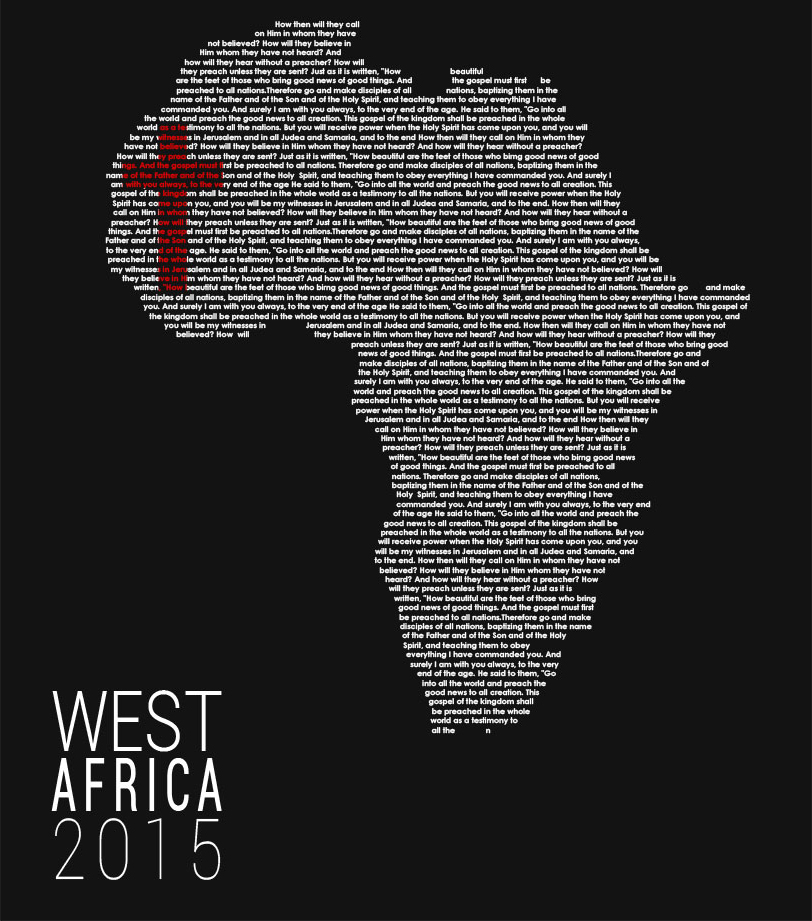 How then will they call
on Him in whom they have
not believed? How will they believe in
Him whom they have not heard? And
how will they hear without a preacher? How will
they preach unless they are sent? Just as it is written, "How beautiful
are the feet of those who bring good news of good things. And the gospel must first be
preached to all nations.Therefore go and make disciples of all nations, baptizing them in the
name of the Father and of the Son and of the Holy Spirit, and teaching them to obey everything I have
commanded you. And surely I am with you always, to the very end of the age. He said to them, "Go into all
the world and preach the good news to all creation. This gospel of the kingdom shall be preached in the whole
world as a testimony to all the nations. But you will receive power when the Holy Spirit has come upon you, and you will
be my witnesses in Jerusalem and in all Judea and Samaria, and to the end How then will they call on Him in whom they
have not believed? How will they believe in Him whom they have not heard? And how will they hear without a preacher?
How will they preach unless they are sent? Just as it is written, "How beautiful are the feet of those who birng good news of good
things. And the gospel must first be preached to all nations. Therefore go and make disciples of all nations, baptizing them in the
name of the Father and of the Son and of the Holy Spirit, and teaching them to obey everything I have commanded you. And surely I
am with you always, to the very end of the age of the age He said to them, "Go into all the world and preach the good news to all creation. This
gospel of the kingdom shall be preached in the whole world as a testimony to all the nations. But you will receive power when the Holy
Spirit has come upon you, and you will be my witnesses in Jerusalem and in all Judea and Samaria, and to the end. How then will they
call on Him in whom they have not believed? How will they believe in Him whom they have not heard? And how will they hear without a
preacher? How will they preach unless they are sent? Just as it is written, "How beautiful are the feet of those who birng good news of good
things. And the gospel must first be preached to all nations.Therefore go and make disciples of all nations, baptizing them in the name of the
Father and of the Son and of the Holy Spirit, and teaching them to obey everything I have commanded you. And surely I am with you always,
to the very end of the age. He said to them, "Go into all the world and preach the good news to all creation. This gospel of the kingdom shall be
preached in the whole world as a testimony to all the nations. But you will receive power when the Holy Spirit has come upon you, and you will be
my witnesses in Jerusalem and in all Judea and Samaria, and to the end How then will they call on Him in whom they have not believed? How will
they believe in Him whom they have not heard? And how will they hear without a preacher? How will they preach unless they are sent? Just as it is
written, "How beautiful are the feet of those who birng good news of good things. And the gospel must first be preached to all nations. Therefore go and make
disciples of all nations, baptizing them in the name of the Father and of the Son and of the Holy Spirit, and teaching them to obey everything I have commanded
you. And surely I am with you always, to the very end of the age. He said to them, "Go into all the world and preach the good news to all creation. This gospel of
the kingdom shall be preached in the whole world as a testimony to all the nations. But you will receive power when the Holy Spirit has come upon you, and
you will be my witnesses in Jerusalem and in all Judea and Samaria, and to the end. How then will they call on Him in whom they have not
believed? How will they believe in Him whom they have not heard? And how will they hear without a preacher? How will they
preach unless they are sent? Just as it is written, "How beautiful are the feet of those who birng good
news of good things. And the gospel must first be preached to all nations.Therefore go and
make disciples of all nations, baptizing them in the name of the Father and of the Son and of
the Holy Spirit, and teaching them to obey everything I have commanded you. And
surely I am with you always, to the very end of the age. He said to them, "Go into all the
world and preach the good news to all creation. This gospel of the kingdom shall be
preached in the whole world as a testimony to all the nations. But you will receive
power when the Holy Spirit has come upon you, and you will be my witnesses in
Jerusalem and in all Judea and Samaria, and to the end How then will they
call on Him in whom they have not believed? How will they believe in
Him whom they have not heard? And how will they hear without a
preacher? How will they preach unless they are sent? Just as it is
written, "How beautiful are the feet of those who birng good news
of good things. And the gospel must first be preached to all
nations. Therefore go and make disciples of all nations,
baptizing them in the name of the Father and of the Son and of the
Holy Spirit, and teaching them to obey everything I have
commanded you. And surely I am with you always, to the very end
of the age He said to them, "Go into all the world and preach the
good news to all creation. This gospel of the kingdom shall be
preached in the whole world as a testimony to all the nations. But you
will receive power when the Holy Spirit has come upon you, and you
will be my witnesses in Jerusalem and in all Judea and Samaria, and
to the end. How then will they call on Him in whom they have not
believed? How will they believe in Him whom they have not
heard? And how will they hear without a preacher? How
will they preach unless they are sent? Just as it is
written, "How beautiful are the feet of those who bring
good news of good things. And the gospel must first
be preached to all nations.Therefore go and make
disciples of all nations, baptizing them in the name
of the Father and of the Son and of the Holy
Spirit, and teaching them to obey
everything I have commanded you. And
surely I am with you always, to the very
end of the age. He said to them, "Go
into all the world and preach the
good news to all creation. This
gospel of the kingdom shall
be preached in the whole
world as a testimony to
all the n
WEST
AFRICA
2015